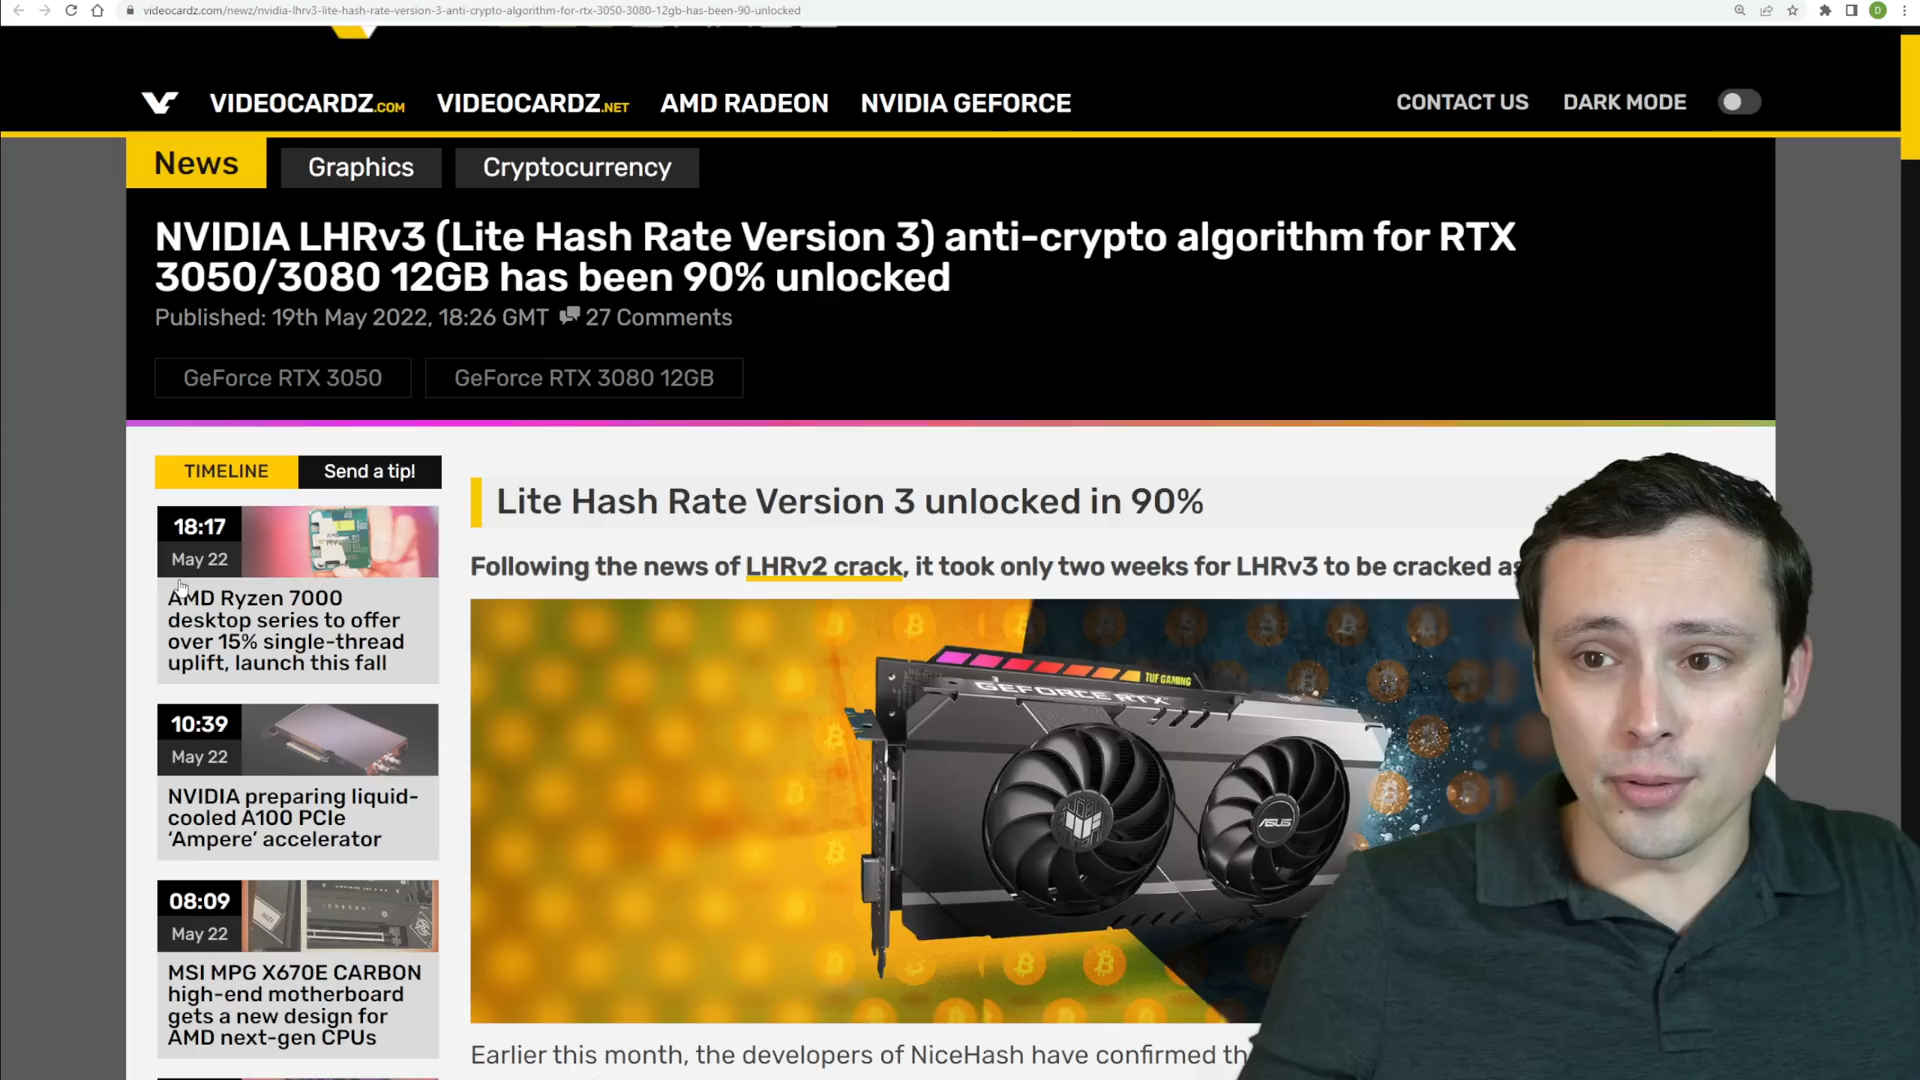 videocardz.com/newz/nvidia-lhrv3-lite-hash-rate-version-3-anti-crypto-algorithm-for-rtx-3050-3080-12gb-has-been-90-unlocked
D
VIDEOCARDZ.COM VIDEOCARDZ.NET AMD RADEON NVIDIA GEFORCE CONTACT US DARK MODE
News Graphics Cryptocurrency
NVIDIA LHRv3 (Lite Hash Rate Version 3) anti-crypto algorithm for RTX
3050/3080 12GB has been 90% unlocked
Published: 19th May 2022, 18:26 GMT 27 Comments
GeForce RTX 3050 GeForce RTX 3080 12GB
TIMELINE Send a tip!
18:17
May 22
AMD Ryzen 7000
desktop series to offer
over 15% single-thread
uplift, launch this fall
10:39
May 22
NVIDIA preparing liquid-
cooled A100 PCIe
‘Ampere’ accelerator
08:09
May 22
MSI MPG X670E CARBON
high-end motherboard
gets a new design for
AMD next-gen CPUs
Lite Hash Rate Version 3 unlocked in 90%
Following the news of LHRv2 crack, it took only two weeks for LHRv3 to be cracked as
TUF GAMING
GEFORCE RTX
ASUS
Earlier this month, the developers of NiceHash have confirmed th